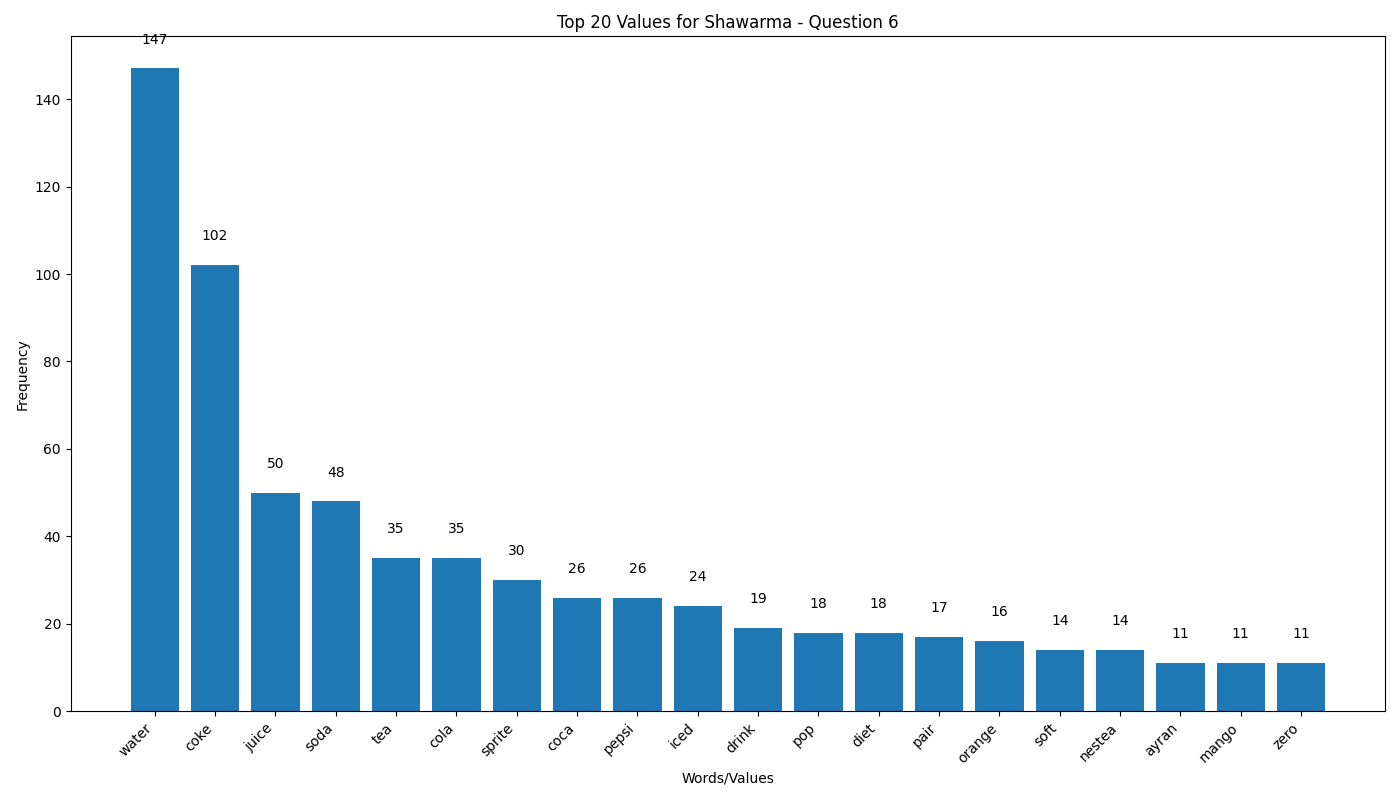 Top 20 Values for Shawarma - Question 6
147
102
50
48
35
35
30
26
26
24
19
18
18
17
16
14
14
11
11
11
140
120
100
80
60
40
20
0
Frequency
water
coke
juice
soda
tea
cola
sprite
coca
pepsi
iced
drink
pop
diet
pair
orange
soft
nestea
ayran
mango
zero
Words/Values